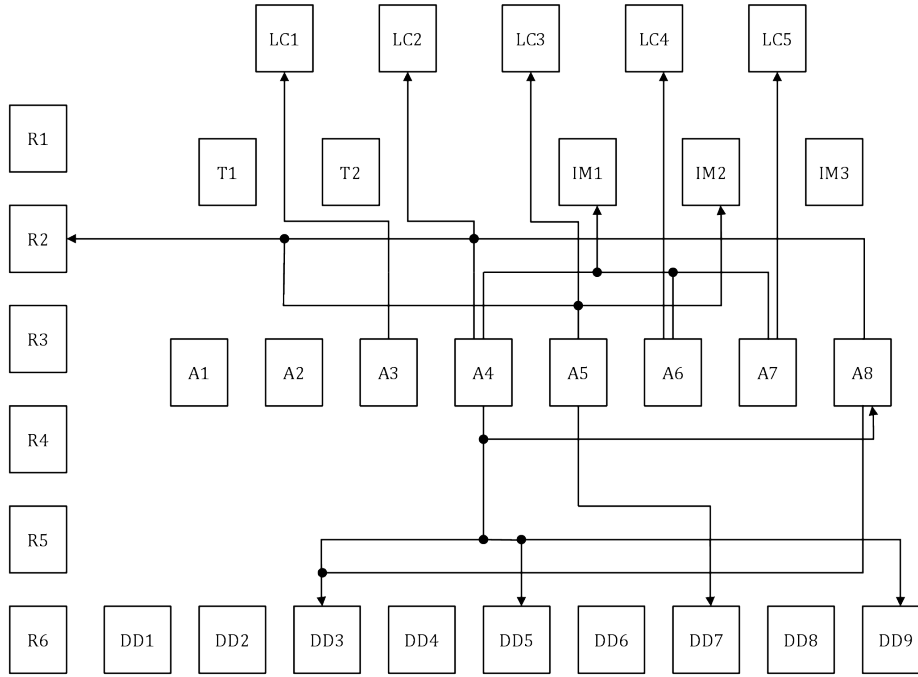 LC1 LC2 LC3 LC4 LC5
R1
T1 T2 IM1 IM2 IM3
R2
R3
A1 A2 A3 A4 A5 A6 A7 A8
R4
R5
R6 DD1 DD2 DD3 DD4 DD5 DD6 DD7 DD8 DD9